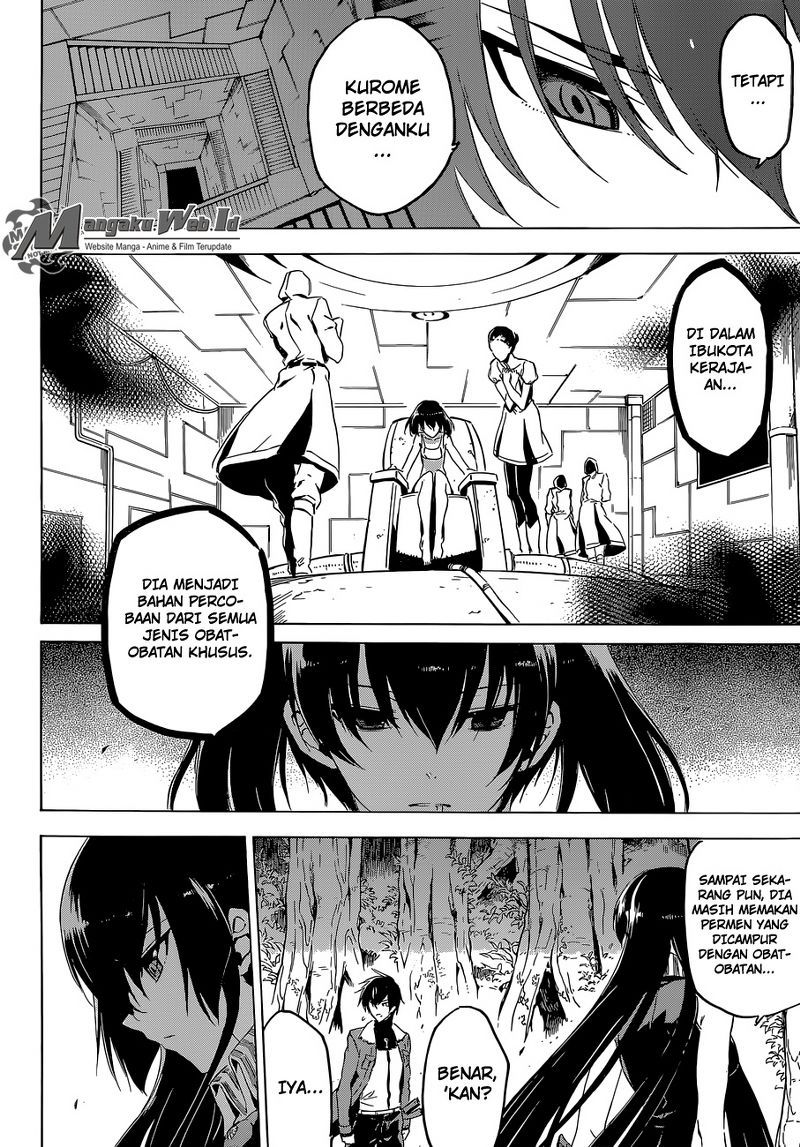 TETAPI
...
KUROME
BERBEDA
DENGANKU
...
Mangaku.Web.Id
Website Manga - Anime & Film Terupdate
DI DALAM
IBUKOTA
KERAJA-
AN...
DIA MENJADI
BAHAN PERCO-
BAAN DARI SEMUA
JENIS OBAT-
OBATAN KHUSUS.
SAMPAI SEKA-
RANG PUN, DIA
MASIH MEMAKAN
PERMEN YANG
DICAMPUR
DENGAN OBAT-
OBATAN...
BENAR,
'KAN?
IYA...